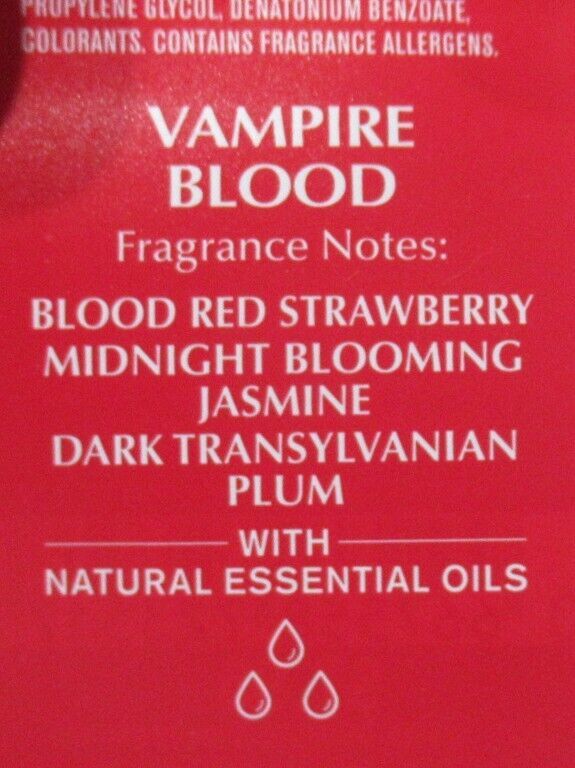 PROPYLENE GLYCOL, DENATONIUM BENZOATE,
COLORANTS. CONTAINS FRAGRANCE ALLERGENS.
VAMPIRE
BLOOD
Fragrance Notes:
BLOOD RED STRAWBERRY
MIDNIGHT BLOOMING
JASMINE
DARK TRANSYLVANIAN
PLUM
WITH
NATURAL ESSENTIAL OILS